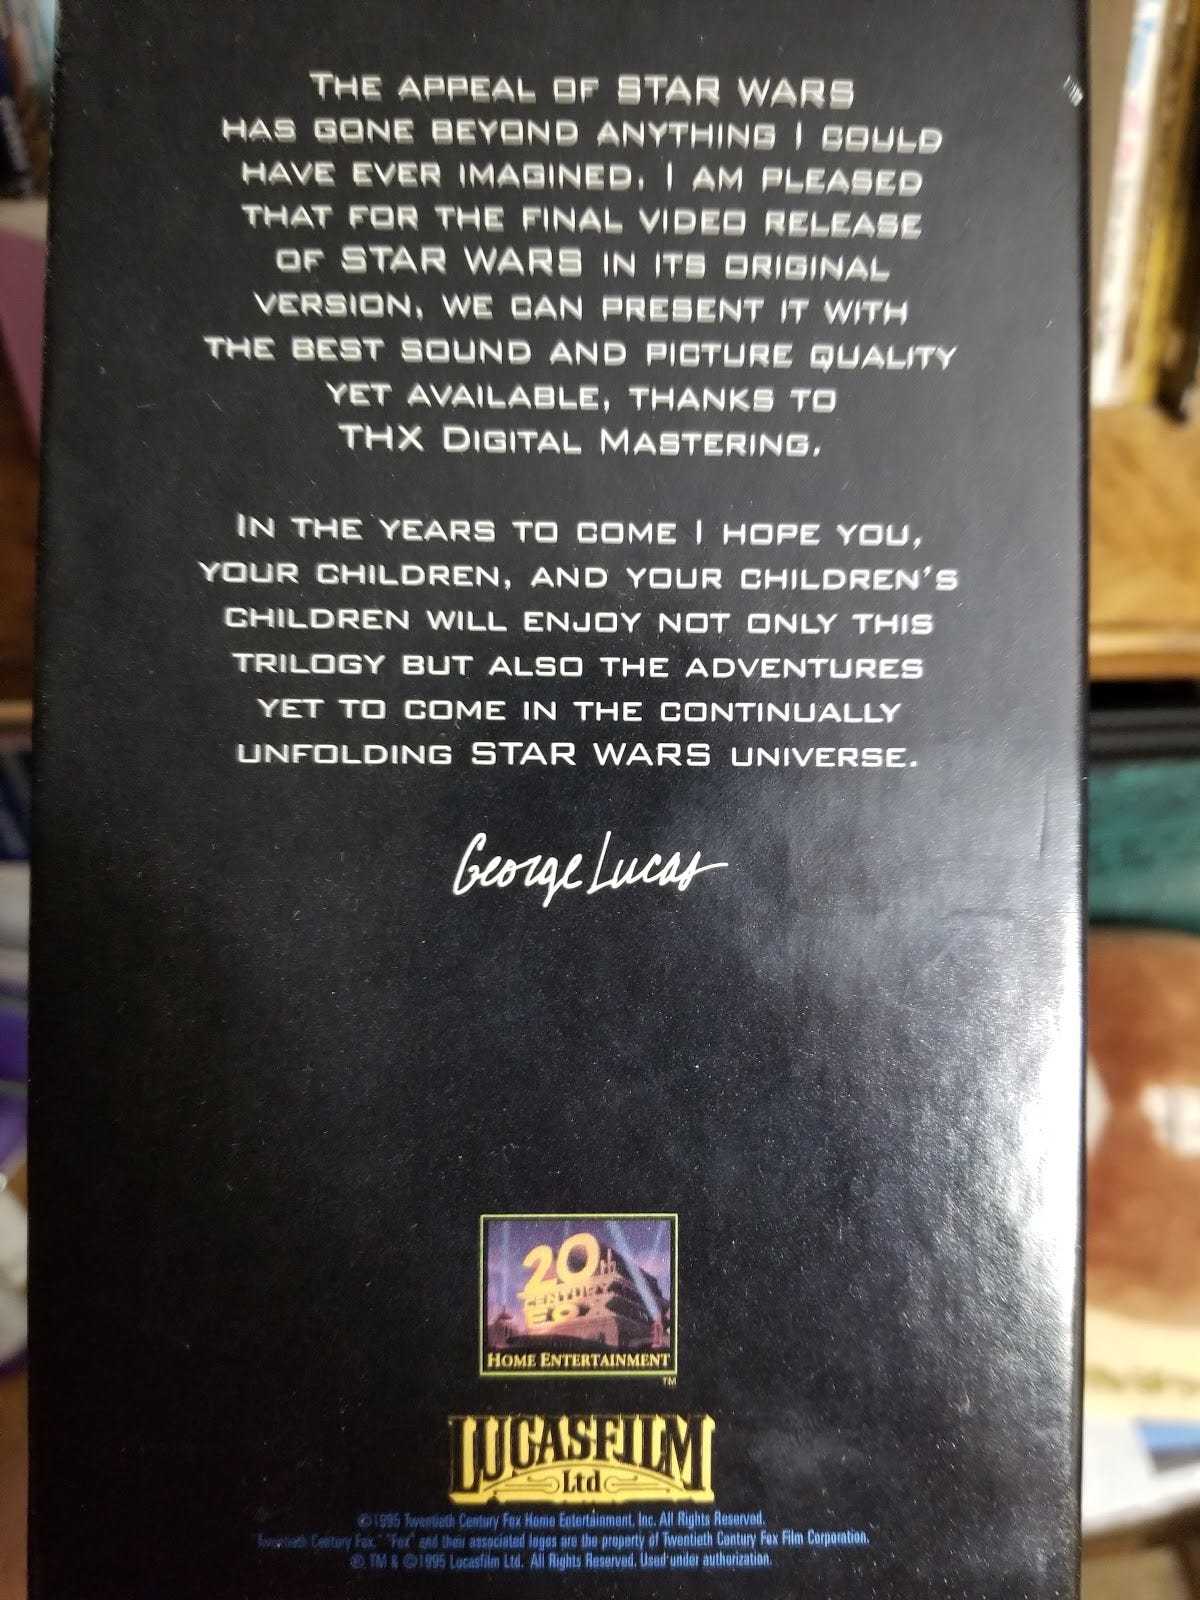 THE APPEAL OF STAR WARS
HAS GONE BEYOND ANYTHING I COULD
HAVE EVER IMAGINED. I AM PLEASED
THAT FOR THE FINAL VIDEO RELEASE
OF STAR WARS IN ITS ORIGINAL
VERSION, WE CAN PRESENT IT WITH
THE BEST SOUND AND PICTURE QUALITY
YET AVAILABLE, THANKS TO
THX DIGITAL MASTERING.
IN THE YEARS TO COME I HOPE YOU,
YOUR CHILDREN, AND YOUR CHILDREN'S
CHILDREN WILL ENJOY NOT ONLY THIS
TRILOGY BUT ALSO THE ADVENTURES
YET TO COME IN THE CONTINUALLY
UNFOLDING STAR WARS UNIVERSE.
George Lucas
20th
CENTURY
FOX
HOME ENTERTAINMENT
TM
LUCASFILM
Ltd
©1995 Twentieth Century Fox Home Entertainment, Inc. All Rights Reserved.
Twentieth Century Fox," "Fox" and their associated logos are the property of Twentieth Century Fox Film Corporation.
®, TM & ©1995 Lucasfilm Ltd. All Rights Reserved. Used under authorization.